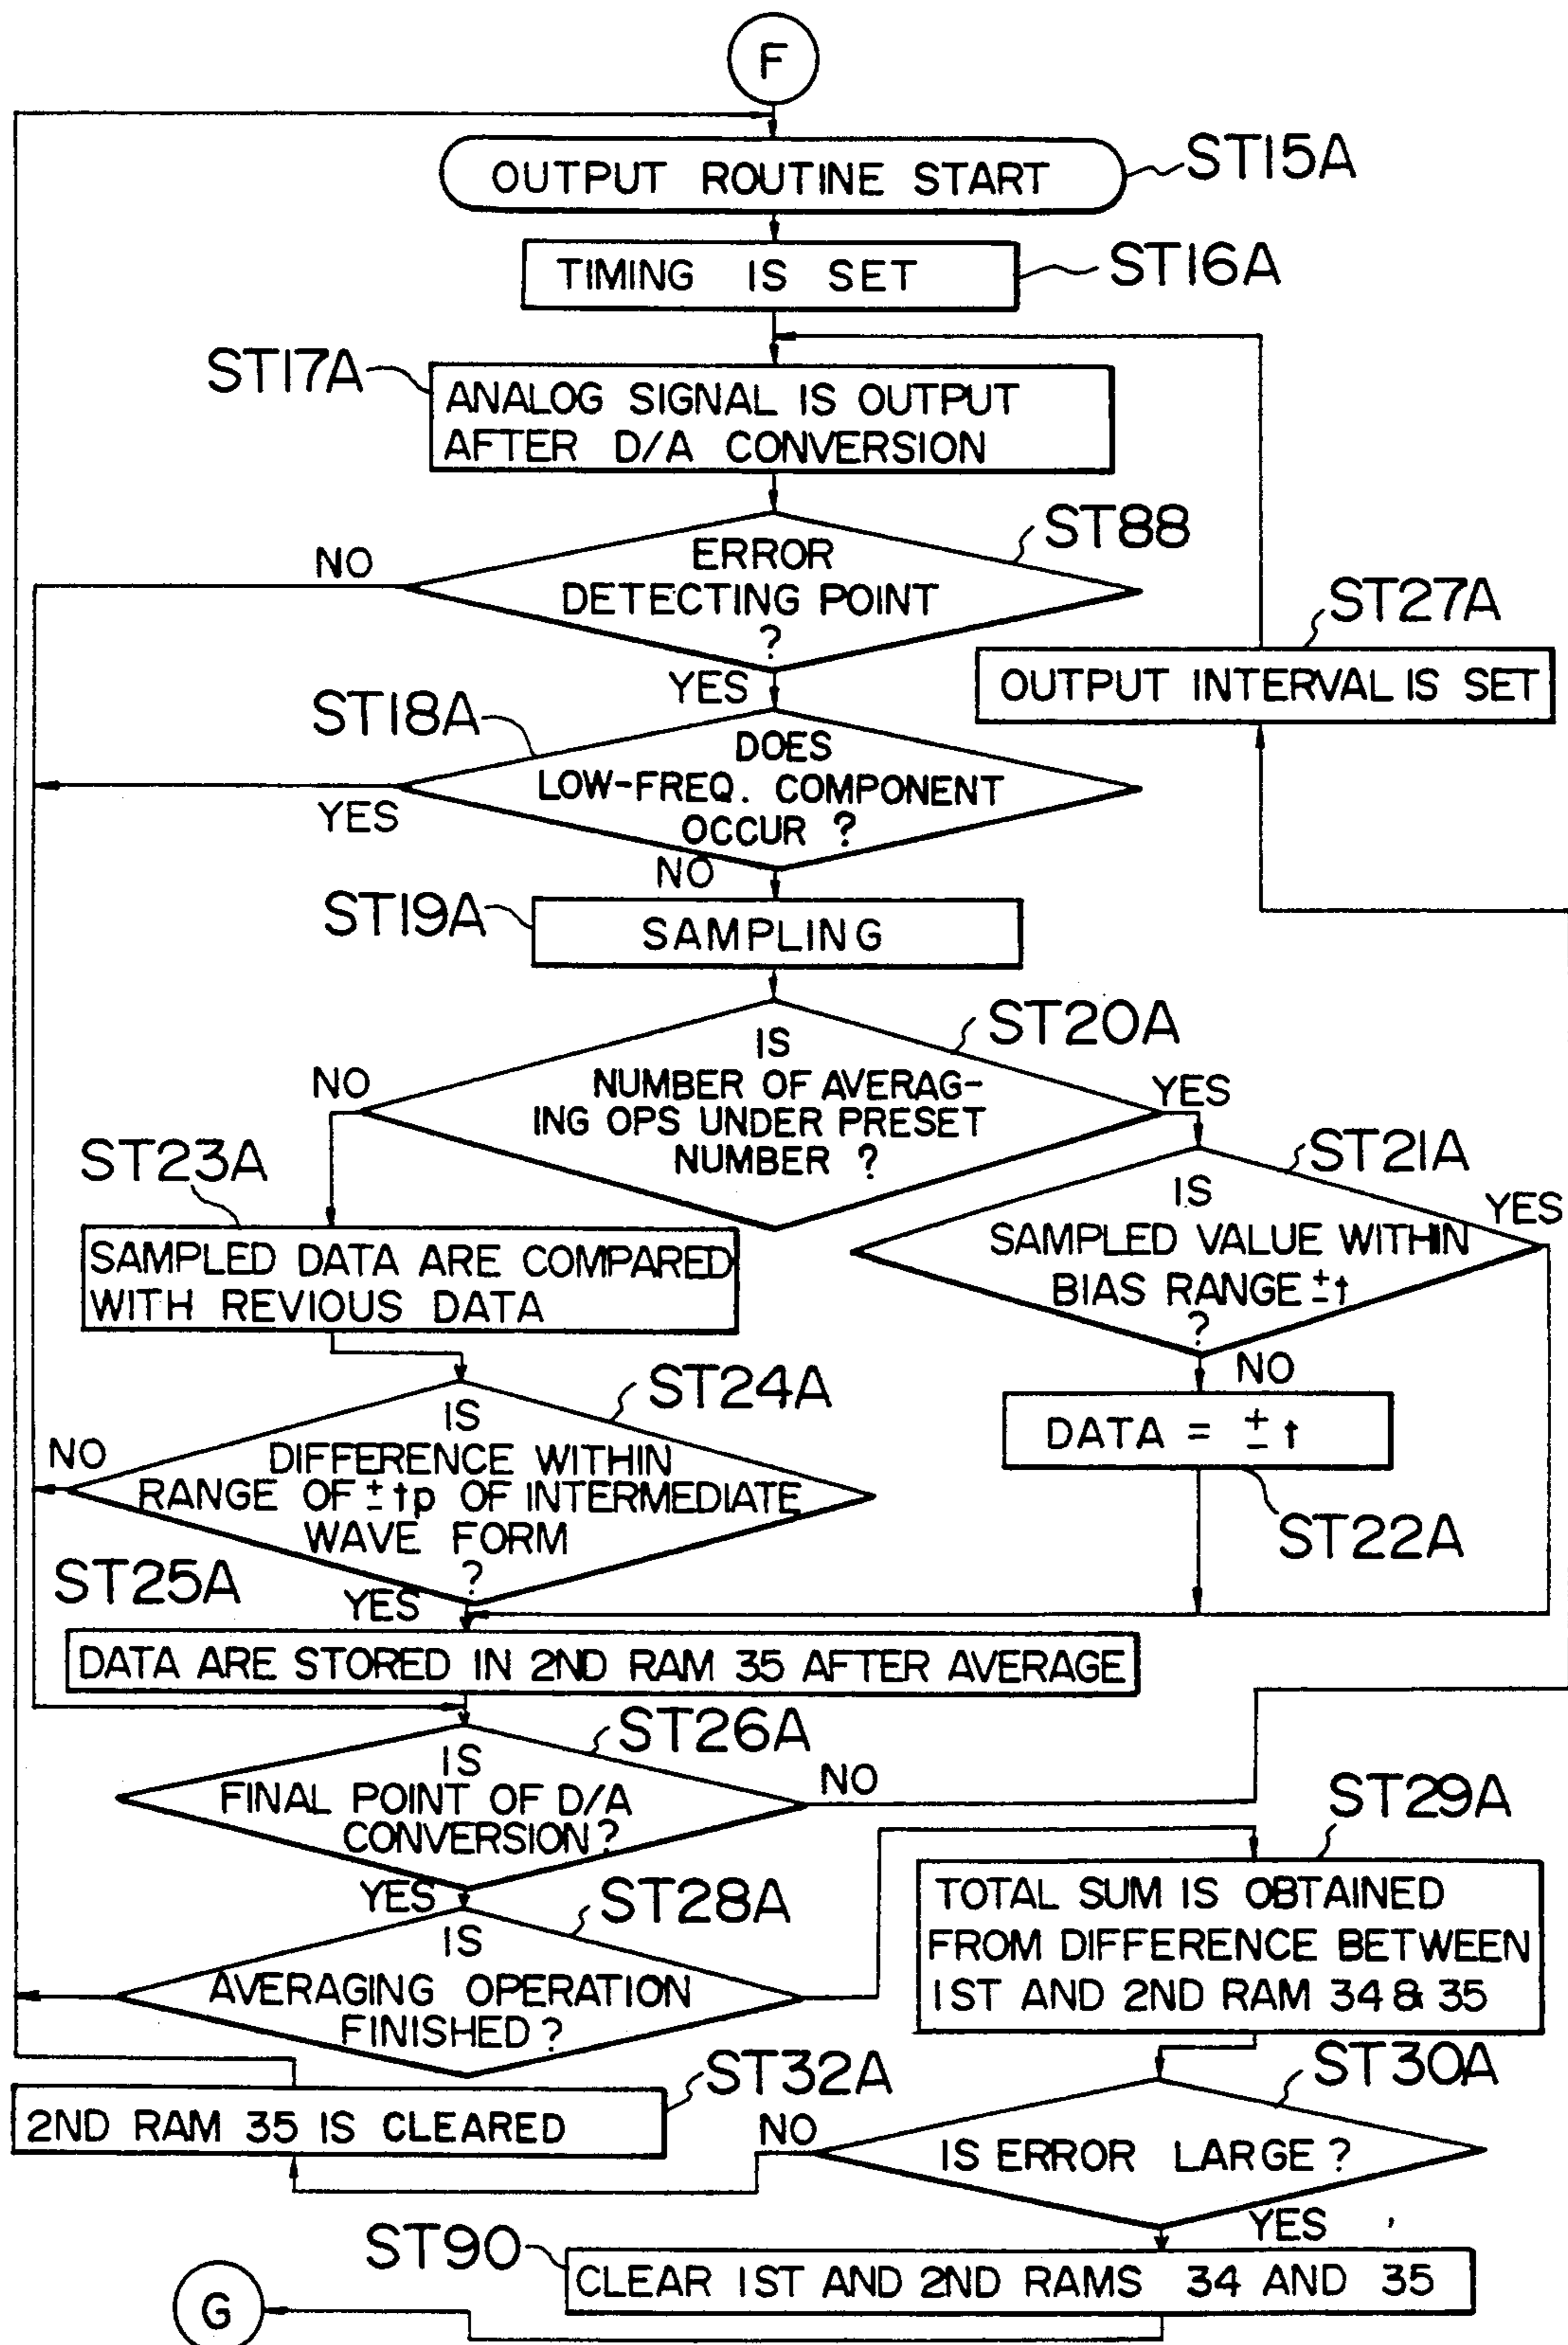 F
OUTPUT ROUTINE START
ST15A
TIMING IS SET
ST16A
ST17A
ANALOG SIGNAL IS OUTPUT
AFTER D/A CONVERSION
ST88
NO
ERROR
DETECTING POINT
?
YES
ST27A
OUTPUT INTERVAL IS SET
ST18A
DOES
LOW-FREQ. COMPONENT
OCCUR ?
YES
NO
ST19A
SAMPLING
ST20A
IS
NUMBER OF AVERAG-
ING OPS UNDER PRESET
NUMBER ?
NO
YES
ST23A
SAMPLED DATA ARE COMPARED
WITH REVIOUS DATA
ST21A
IS
SAMPLED VALUE WITHIN
BIAS RANGE ±t
?
YES
NO
ST24A
IS
DIFFERENCE WITHIN
RANGE OF ±tp OF INTERMEDIATE
WAVE FORM
?
NO
DATA = ±t
ST22A
ST25A
YES
DATA ARE STORED IN 2ND RAM 35 AFTER AVERAGE
ST26A
IS
FINAL POINT OF D/A
CONVERSION?
NO
YES
ST29A
TOTAL SUM IS OBTAINED
FROM DIFFERENCE BETWEEN
1ST AND 2ND RAM 34 & 35
ST28A
IS
AVERAGING OPERATION
FINISHED?
ST32A
2ND RAM 35 IS CLEARED
ST30A
NO
IS ERROR LARGE?
YES
ST90
CLEAR 1ST AND 2ND RAMS 34 AND 35
G